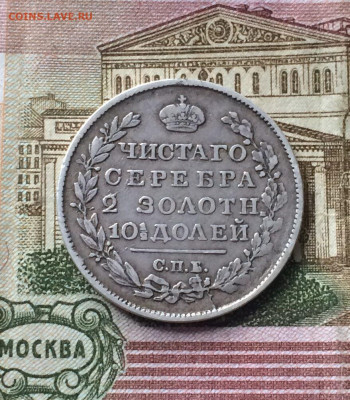 COINS.LAVE.RU
ЧИСТАГО
СЕРЕБРА
2 ЗОЛОТН
10½ ДОЛЕЙ
С.П.Б.
МОСКВА